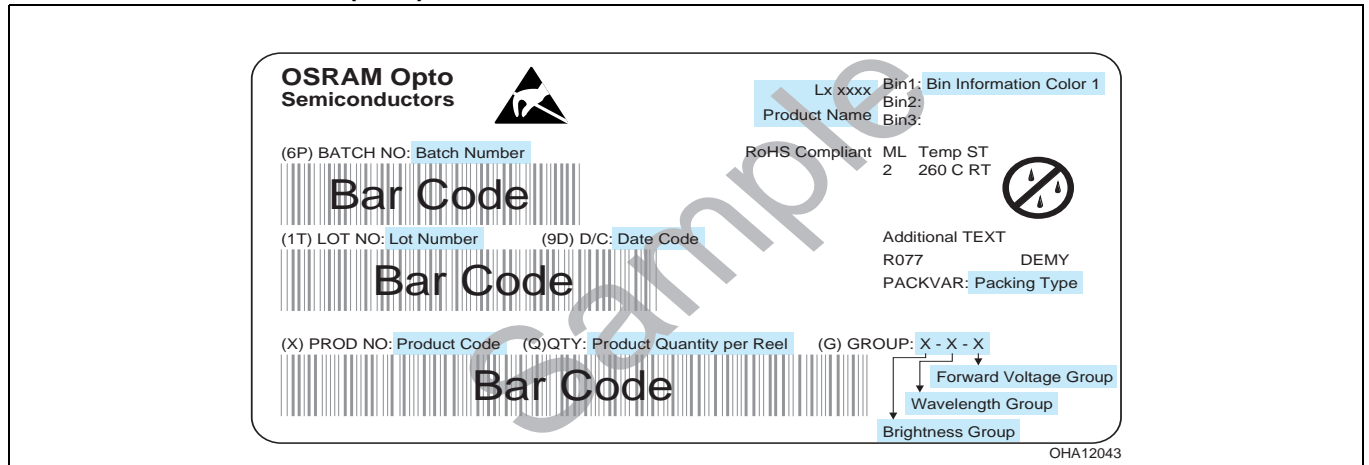 OSRAM Opto
Semiconductors
Lx xxxx
Product Name
Bin1: Bin Information Color 1
Bin2:
Bin3:
(6P) BATCH NO: Batch Number
Bar Code
RoHS Compliant
ML Temp ST
2 260 C RT
(1T) LOT NO: Lot Number (9D) D/C: Date Code
Bar Code
Additional TEXT
R077 DEMY
PACKVAR: Packing Type
(X) PROD NO: Product Code (Q)QTY: Product Quantity per Reel (G) GROUP: X - X - X
Bar Code
Forward Voltage Group
Wavelength Group
Brightness Group
Sample
OHA12043